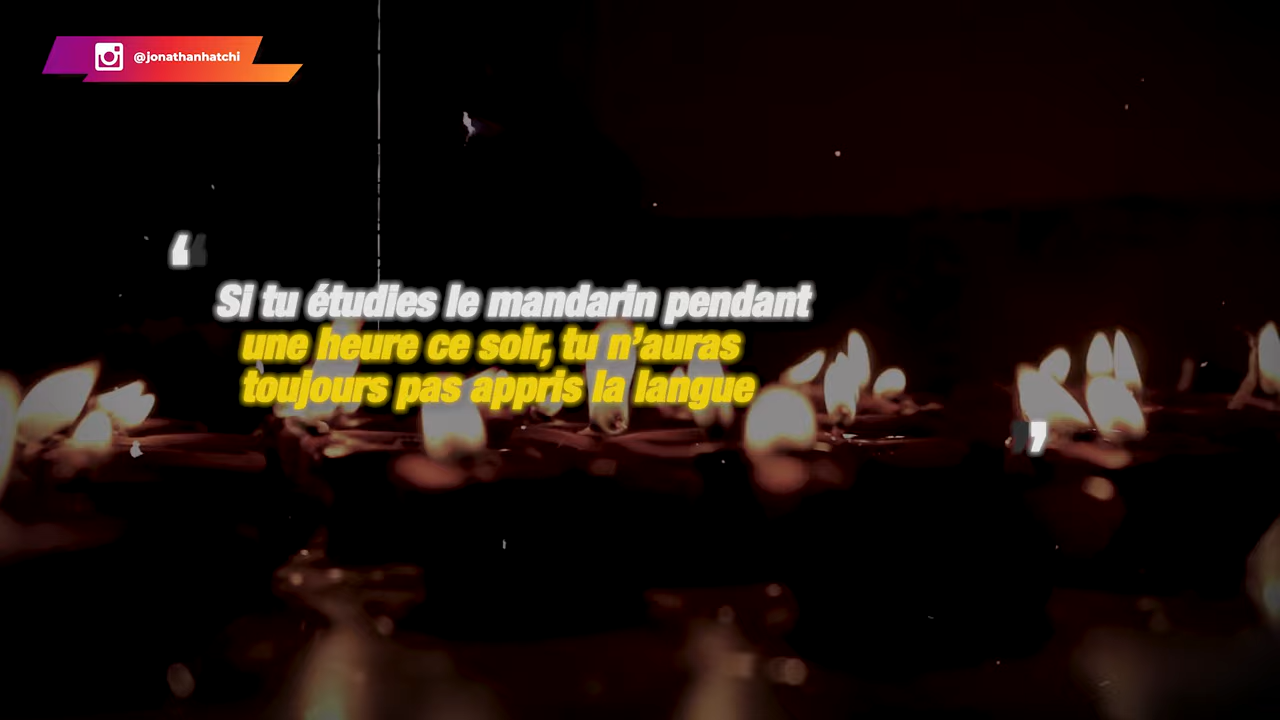 @jonathanhatchi
‘
Si tu étudies le mandarin pendant
une heure ce soir, tu n’auras
toujours pas appris la langue
’